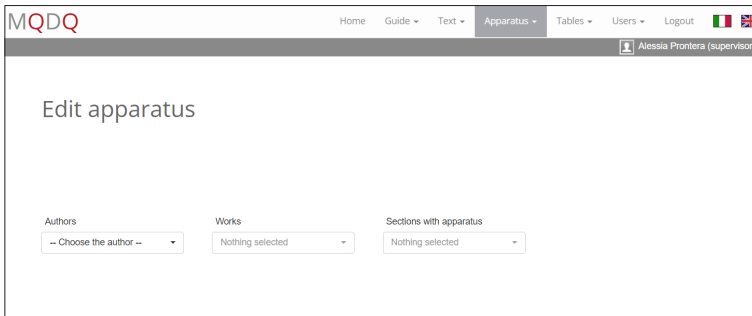 MQDQ
Home Guide Text Apparatus Tables Users Logout
Alessia Prontera (supervisor
Edit apparatus
Authors Works Sections with apparatus
-- Choose the author -- Nothing selected Nothing selected